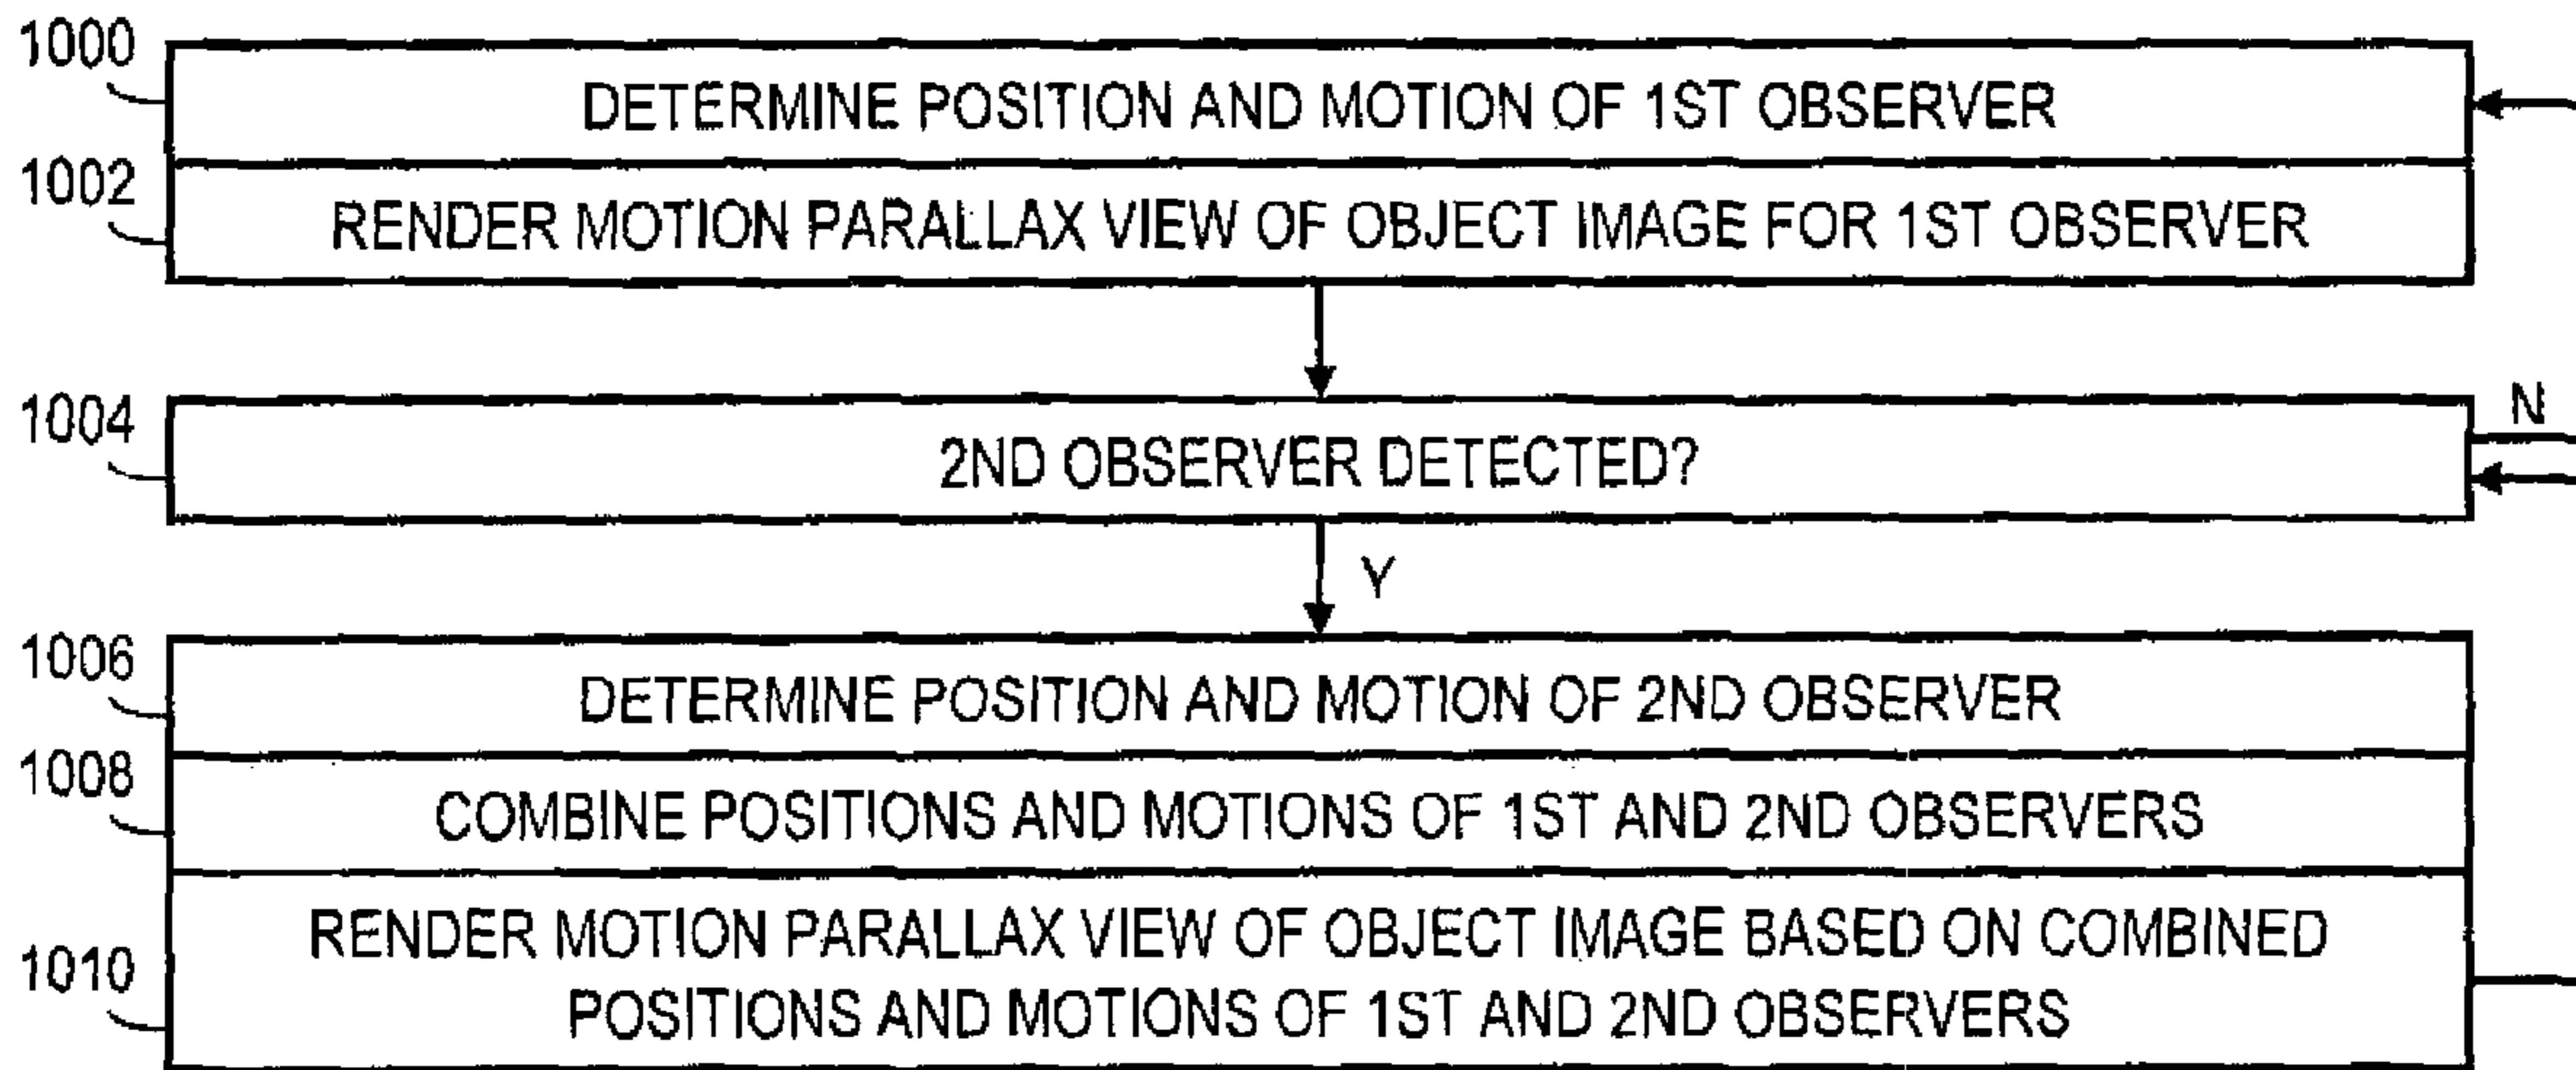 1000
DETERMINE POSITION AND MOTION OF 1ST OBSERVER
1002
RENDER MOTION PARALLAX VIEW OF OBJECT IMAGE FOR 1ST OBSERVER
1004
2ND OBSERVER DETECTED?
N
Y
1006
DETERMINE POSITION AND MOTION OF 2ND OBSERVER
1008
COMBINE POSITIONS AND MOTIONS OF 1ST AND 2ND OBSERVERS
1010
RENDER MOTION PARALLAX VIEW OF OBJECT IMAGE BASED ON COMBINED
POSITIONS AND MOTIONS OF 1ST AND 2ND OBSERVERS